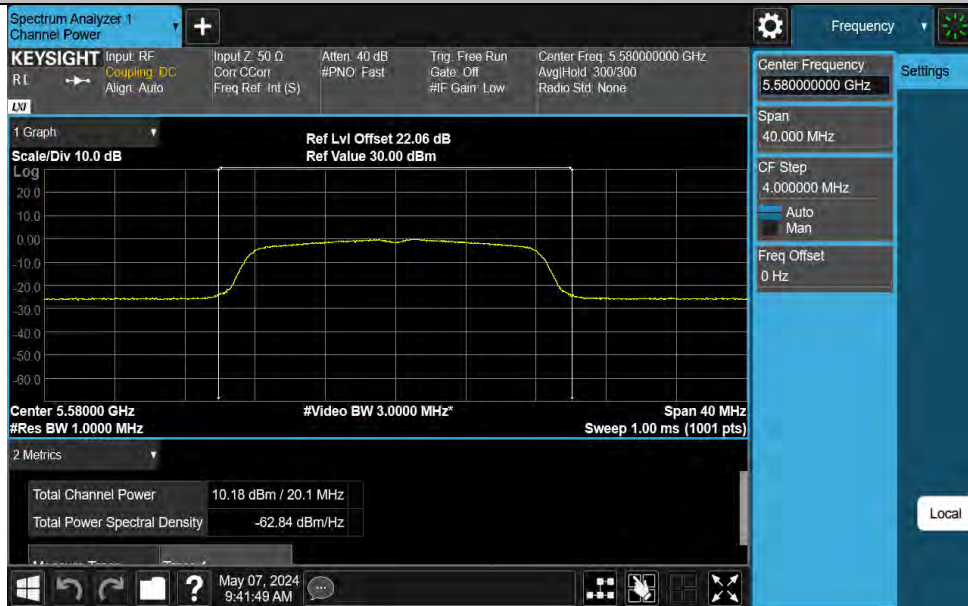 Spectrum Analyzer 1
Channel Power
+
Frequency
KEYSIGHT
Input: RF
Coupling: DC
Align: Auto
Input Z: 50 Ω
Corr CCorr
Freq Ref: Int (S)
Atten: 40 dB
#PNO: Fast
Trig: Free Run
Gate: Off
#IF Gain: Low
Center Freq: 5.580000000 GHz
Avg|Hold: 300/300
Radio Std: None
LXI
Center Frequency
5.580000000 GHz
Settings
Span
40.000 MHz
CF Step
4.000000 MHz
Auto
Man
Freq Offset
0 Hz
1 Graph
Scale/Div 10.0 dB
Ref Lvl Offset 22.06 dB
Ref Value 30.00 dBm
Log
20.0
10.0
0.00
-10.0
-20.0
-30.0
-40.0
-50.0
-60.0
Center 5.58000 GHz
#Res BW 1.0000 MHz
#Video BW 3.0000 MHz*
Span 40 MHz
Sweep 1.00 ms (1001 pts)
2 Metrics
Total Channel Power
10.18 dBm / 20.1 MHz
Total Power Spectral Density
-62.84 dBm/Hz
Local
?
May 07, 2024
9:41:49 AM